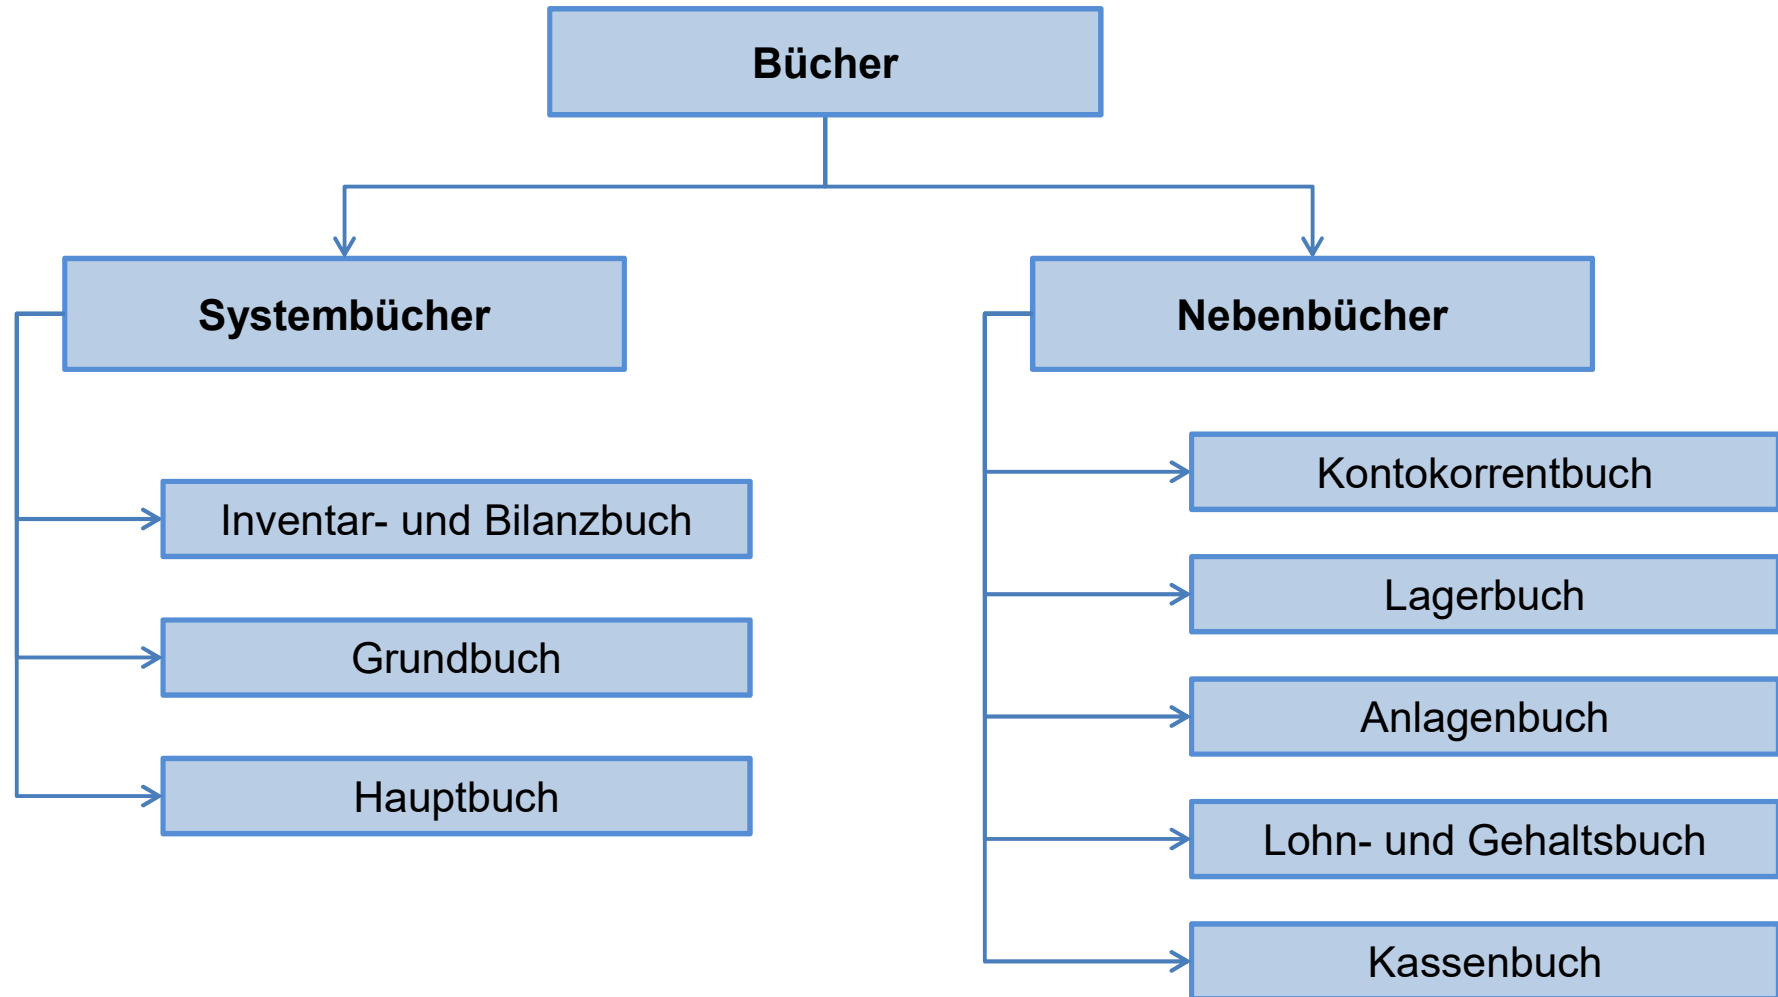 Bücher
Systembücher
Inventar- und Bilanzbuch
Grundbuch
Hauptbuch
Nebenbücher
Kontokorrentbuch
Lagerbuch
Anlagenbuch
Lohn- und Gehaltsbuch
Kassenbuch